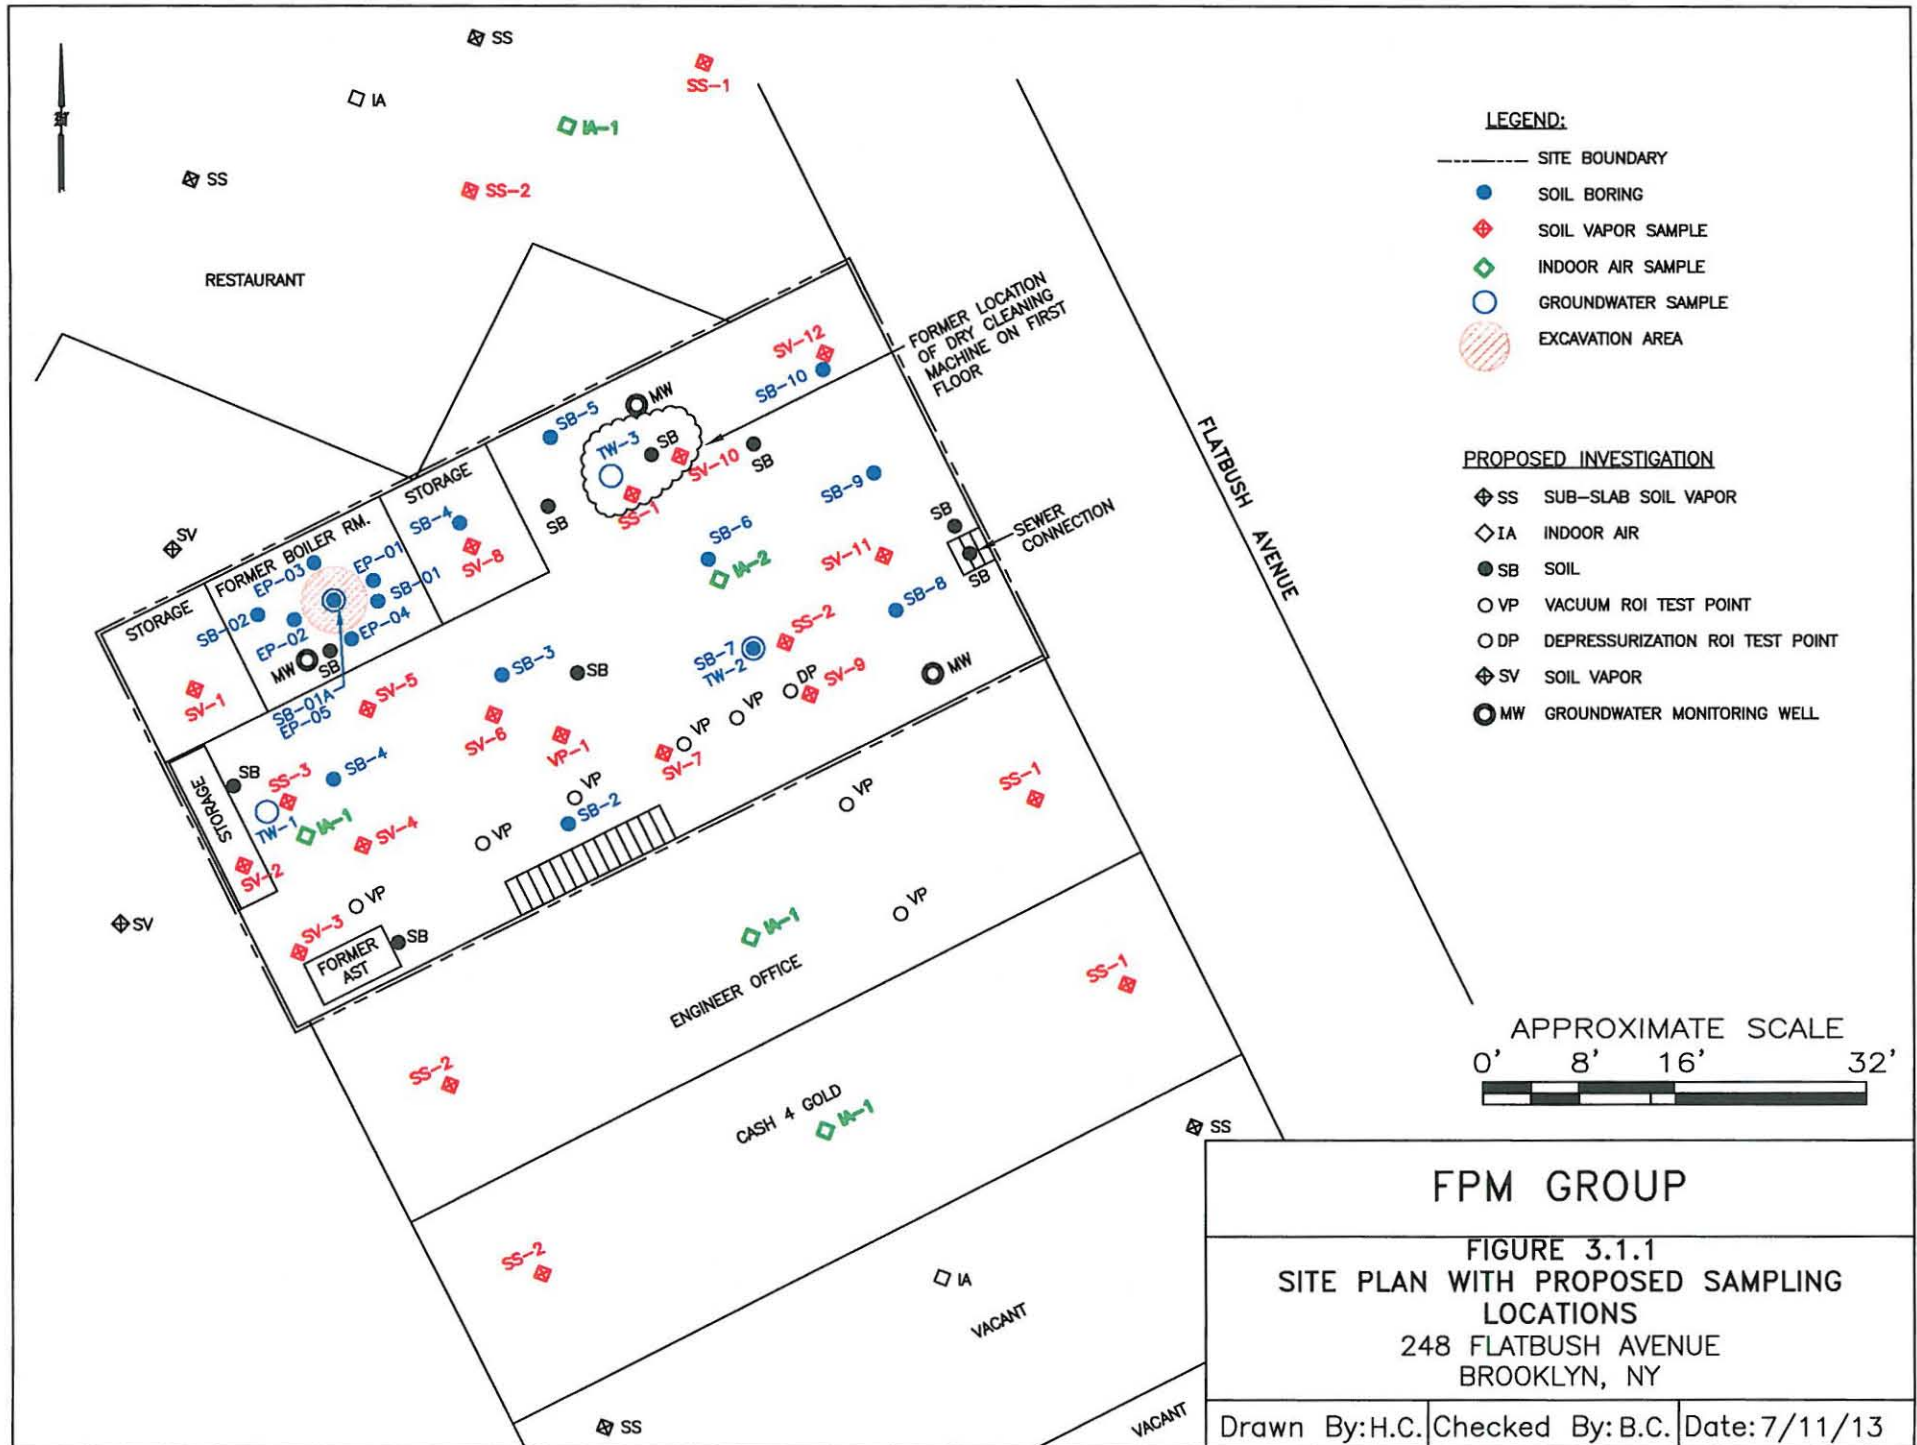 SS
SS-1
IA
IA-1
SS
SS-2
RESTAURANT
N
LEGEND:
SITE BOUNDARY
SOIL BORING
SOIL VAPOR SAMPLE
INDOOR AIR SAMPLE
GROUNDWATER SAMPLE
EXCAVATION AREA
PROPOSED INVESTIGATION
SS SUB-SLAB SOIL VAPOR
IA INDOOR AIR
SB SOIL
VP VACUUM ROI TEST POINT
DP DEPRESSURIZATION ROI TEST POINT
SV SOIL VAPOR
MW GROUNDWATER MONITORING WELL
FORMER LOCATION
OF DRY CLEANING
MACHINE ON FIRST
FLOOR
FLATBUSH AVENUE
SV-12
SB-10
MW
SB-5
TW-3
SB
SV-10
SB
SS-1
SB
SB-9
SB
SEWER
CONNECTION
SB
SB-6
IA-2
SV-11
SB-8
STORAGE
SB-4
SV-8
SV
FORMER BOILER RM.
EP-03
EP-01
SB-01
SB-02
EP-02
EP-04
MW
SB
SB-01A
EP-05
STORAGE
SV-1
SV-5
SB-3
SB
SV-6
VP-1
SS-2
SB-7
TW-2
DP
SV-9
MW
VP
VP
SV-7
STORAGE
SB
SS-3
SB-4
TW-1
IA-1
SV-2
SV-4
VP
SB-2
VP
VP
SV-3
FORMER
AST
SB
SV
VP
SS-1
VP
IA-1
ENGINEER OFFICE
SS-2
SS-1
CASH 4 GOLD
IA-1
SS-2
SS
IA
VACANT
SS
VACANT
APPROXIMATE SCALE
0' 8' 16' 32'
FPM GROUP
FIGURE 3.1.1
SITE PLAN WITH PROPOSED SAMPLING
LOCATIONS
248 FLATBUSH AVENUE
BROOKLYN, NY
Drawn By:H.C. Checked By:B.C. Date:7/11/13